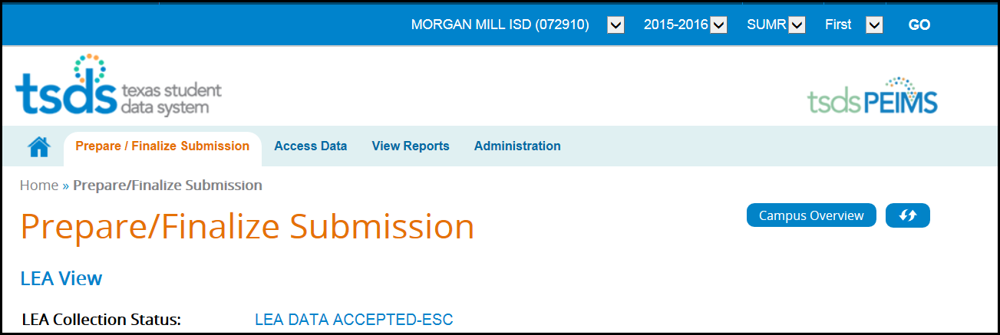 MORGAN MILL ISD (072910) 2015-2016 SUMR First GO
tsds texas student
data system
tsds PEIMS
Prepare / Finalize Submission Access Data View Reports Administration
Home » Prepare/Finalize Submission
Prepare/Finalize Submission
Campus Overview
LEA View
LEA Collection Status: LEA DATA ACCEPTED-ESC